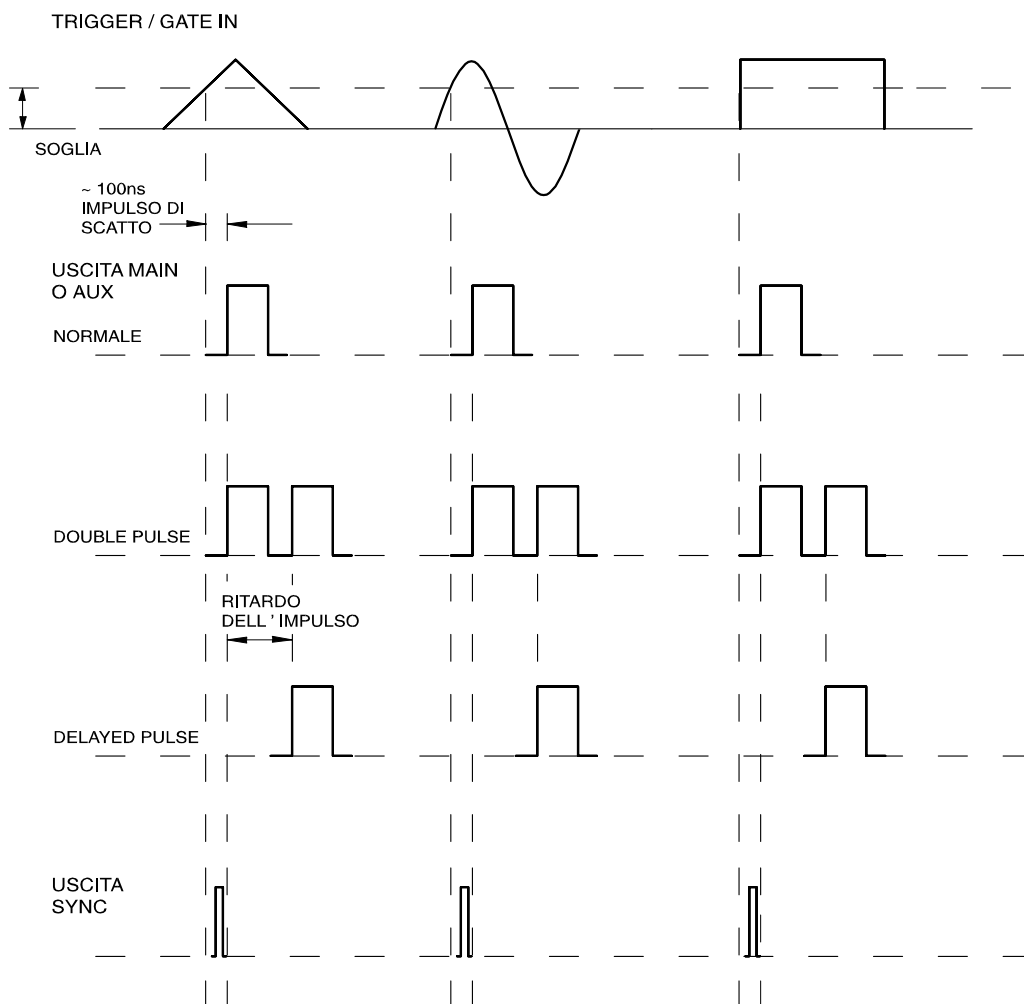 TRIGGER / GATE IN
SOGLIA
~ 100ns
IMPULSO DI
SCATTO
USCITA MAIN
O AUX
NORMALE
DOUBLE PULSE
RITARDO
DELL ' IMPULSO
DELAYED PULSE
USCITA
SYNC